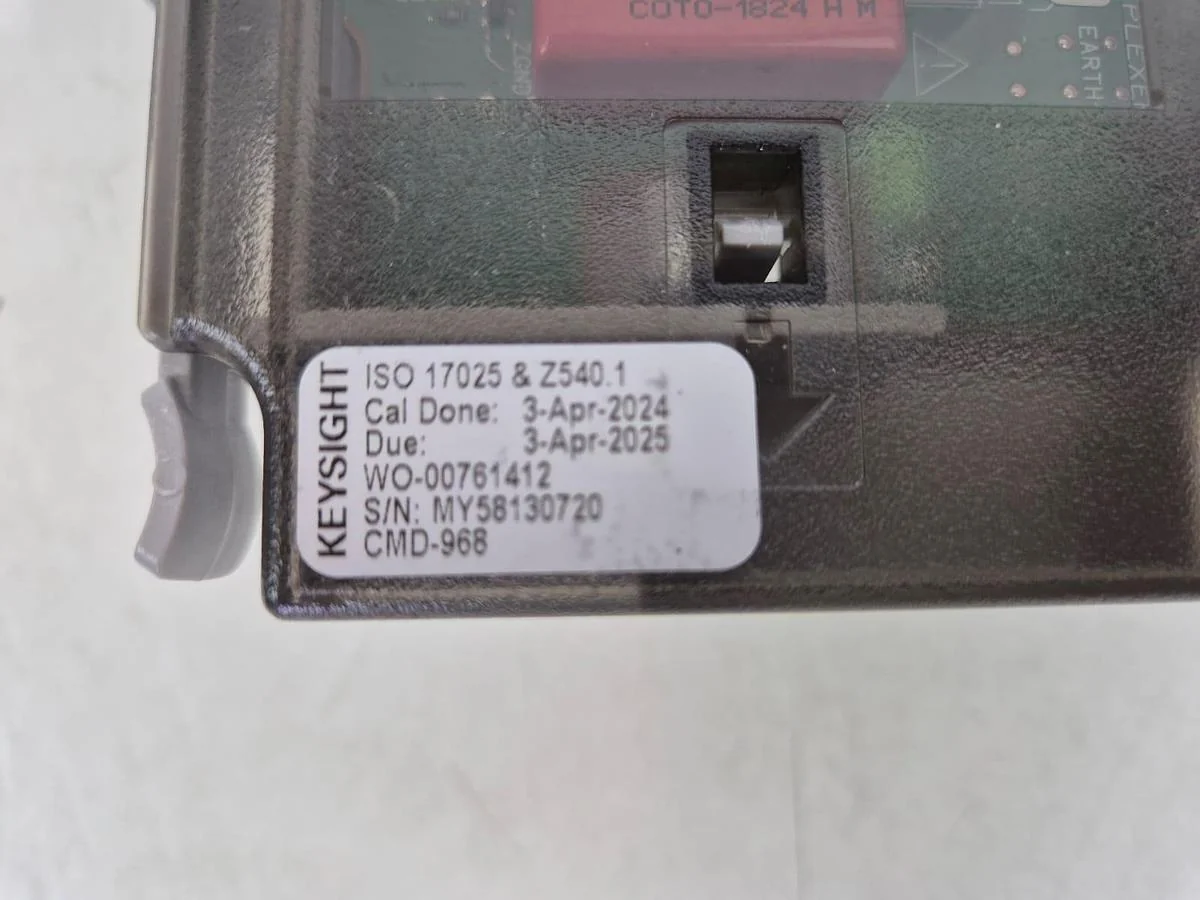 COTO-1824 H M
GND7
EARTH
KEYSIGHT
ISO 17025 & Z540.1
Cal Done: 3-Apr-2024
Due: 3-Apr-2025
WO-00761412
S/N: MY58130720
CMD-968